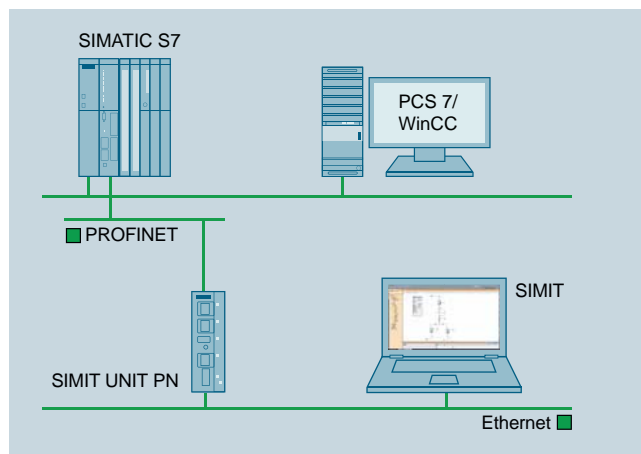 SIMATIC S7
PCS 7/
WinCC
PROFINET
SIMIT
SIMIT UNIT PN
Ethernet